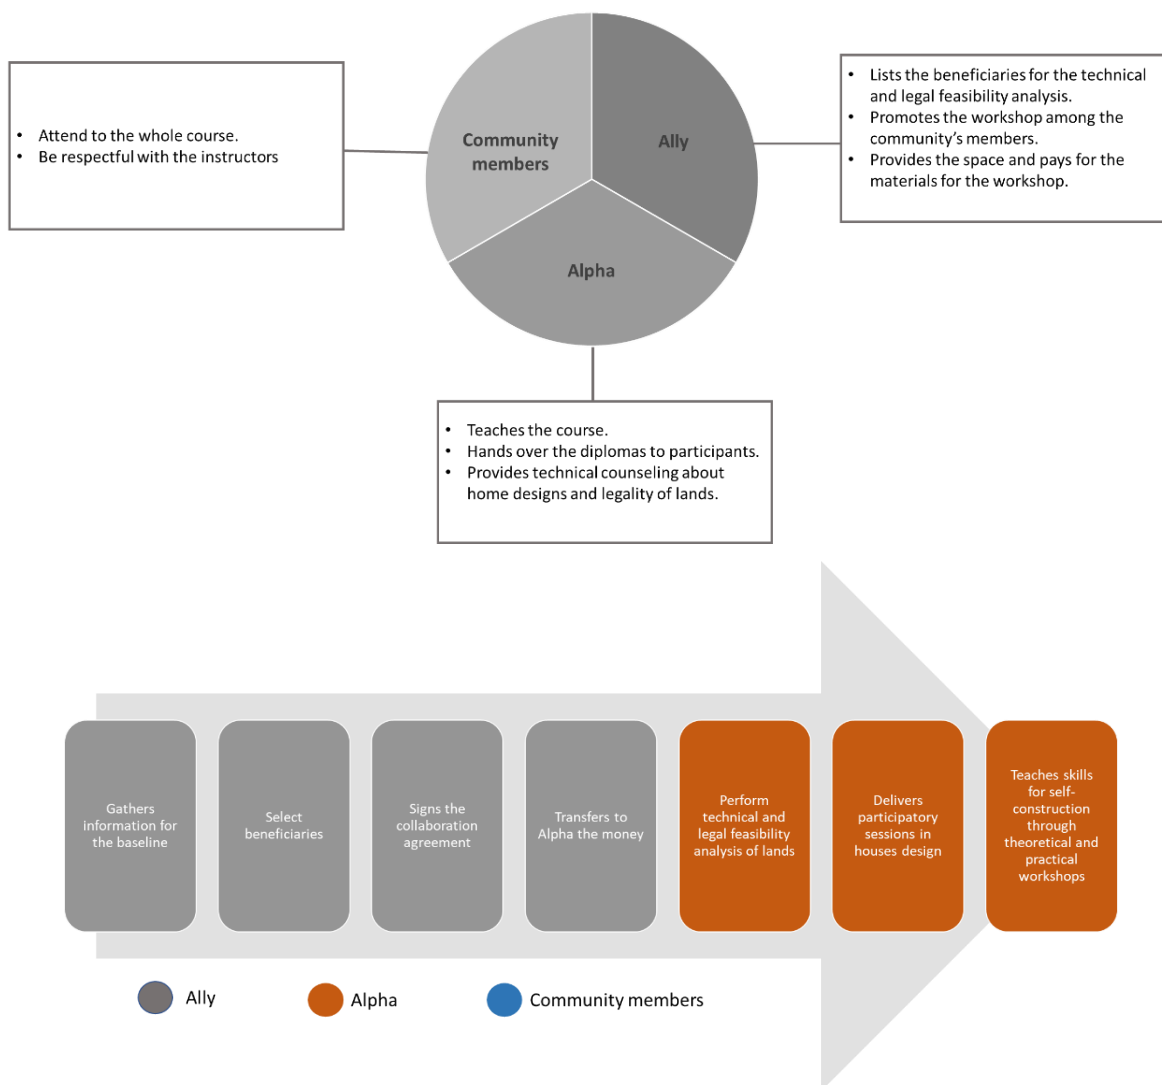 • Attend to the whole course.
• Be respectful with the instructors
Community
members
Ally
Alpha
• Lists the beneficiaries for the technical
and legal feasibility analysis.
• Promotes the workshop among the
community's members.
• Provides the space and pays for the
materials for the workshop.
• Teaches the course.
• Hands over the diplomas to participants.
• Provides technical counseling about
home designs and legality of lands.
Gathers
information for
the baseline
Select
beneficiaries
Signs the
collaboration
agreement
Transfers to
Alpha the money
Perform
technical and
legal feasibility
analysis of lands
Delivers
participatory
sessions in
houses design
Teaches skills
for self-
construction
through
theoretical and
practical
workshops
Ally
Alpha
Community members